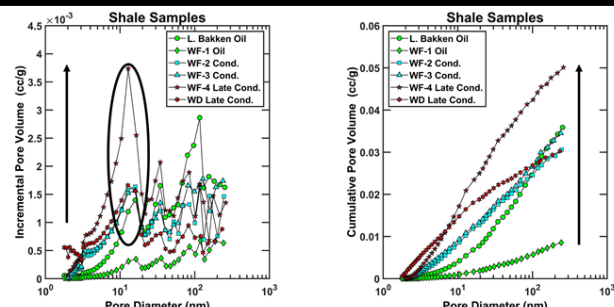 Shale Samples
×10⁻³
4.5
4
3.5
3
2.5
2
1.5
1
0.5
0
Incremental Pore Volume (cc/g)
L. Bakken Oil
WF-1 Oil
WF-2 Cond.
WF-3 Cond.
WF-4 Late Cond.
WD Late Cond.
10⁰ 10¹ 10² 10³
Pore Diameter (nm)
Shale Samples
0.06
0.05
0.04
0.03
0.02
0.01
0
Cumulative Pore Volume (cc/g)
L. Bakken Oil
WF-1 Oil
WF-2 Cond.
WF-3 Cond.
WF-4 Late Cond.
WD Late Cond.
10⁰ 10¹ 10² 10³
Pore Diameter (nm)